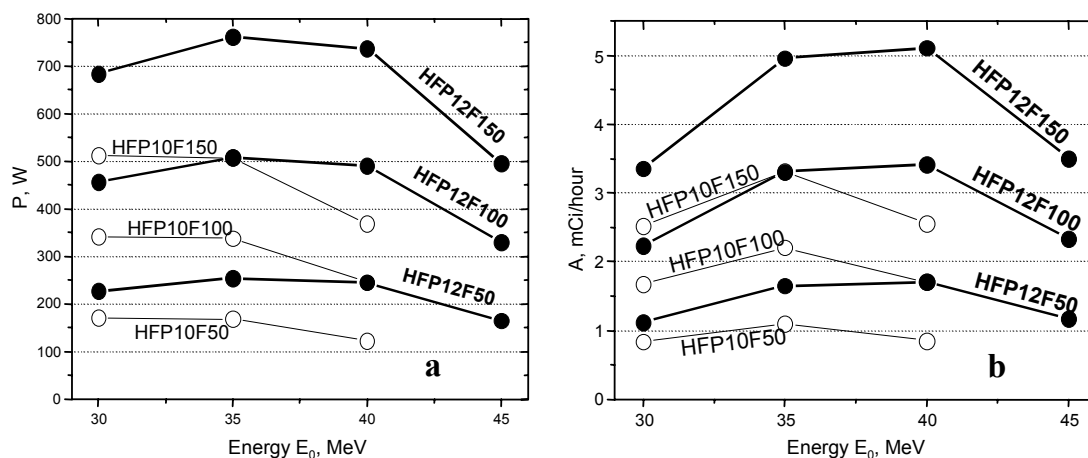 800
700
600
500
400
300
200
100
0
P, W
30
35
40
45
Energy E₀, MeV
HFP12F150
HFP10F150
HFP12F100
HFP10F100
HFP12F50
HFP10F50
a
5
4
3
2
1
0
A, mCi/hour
30
35
40
45
Energy E₀, MeV
HFP12F150
HFP10F150
HFP12F100
HFP10F100
HFP12F50
HFP10F50
b